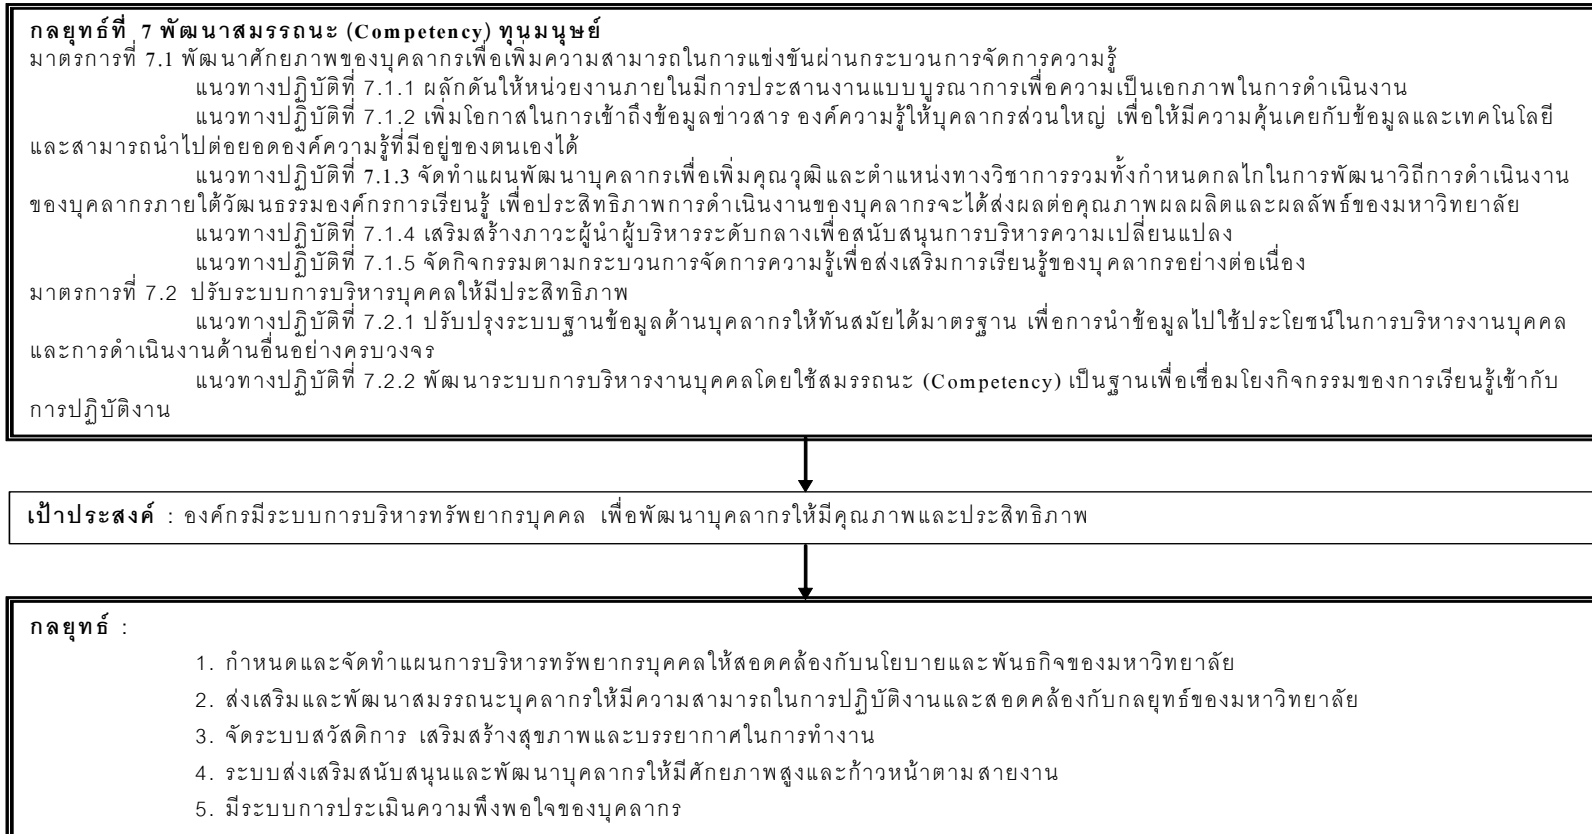 กลยุทธ์ที่ 7 พัฒนาสมรรถนะ (Competency) ทุนมนุษย์
มาตรการที่ 7.1 พัฒนาศักยภาพของบุคลากรเพื่อเพิ่มความสามารถในการแข่งขันผ่านกระบวนการจัดการความรู้
แนวทางปฏิบัติที่ 7.1.1 ผลักดันให้หน่วยงานภายในมีการประสานงานแบบบูรณาการเพื่อความเป็นเอกภาพในการดำเนินงาน
แนวทางปฏิบัติที่ 7.1.2 เพิ่มโอกาสในการเข้าถึงข้อมูลข่าวสาร องค์ความรู้ให้บุคลากรส่วนใหญ่ เพื่อให้มีความคุ้นเคยกับข้อมูลและเทคโนโลยี
และสามารถนำไปต่อยอดองค์ความรู้ที่มีอยู่ของตนเองได้
แนวทางปฏิบัติที่ 7.1.3 จัดทำแผนพัฒนาบุคลากรเพื่อเพิ่มคุณวุฒิและตำแหน่งทางวิชาการรวมทั้งกำหนดกลไกในการพัฒนาวิถีการดำเนินงาน
ของบุคลากรภายใต้วัฒนธรรมองค์กรการเรียนรู้ เพื่อประสิทธิภาพการดำเนินงานของบุคลากรจะได้ส่งผลต่อคุณภาพผลผลิตและผลลัพธ์ของมหาวิทยาลัย
แนวทางปฏิบัติที่ 7.1.4 เสริมสร้างภาวะผู้นำผู้บริหารระดับกลางเพื่อสนับสนุนการบริหารความเปลี่ยนแปลง
แนวทางปฏิบัติที่ 7.1.5 จัดกิจกรรมตามกระบวนการจัดการความรู้เพื่อส่งเสริมการเรียนรู้ของบุคลากรอย่างต่อเนื่อง
มาตรการที่ 7.2 ปรับระบบการบริหารบุคคลให้มีประสิทธิภาพ
แนวทางปฏิบัติที่ 7.2.1 ปรับปรุงระบบฐานข้อมูลด้านบุคลากรให้ทันสมัยได้มาตรฐาน เพื่อการนำข้อมูลไปใช้ประโยชน์ในการบริหารงานบุคคล
และการดำเนินงานด้านอื่นอย่างครบวงจร
แนวทางปฏิบัติที่ 7.2.2 พัฒนาระบบการบริหารงานบุคคลโดยใช้สมรรถนะ (Competency) เป็นฐานเพื่อเชื่อมโยงกิจกรรมของการเรียนรู้เข้ากับ
การปฏิบัติงาน
เป้าประสงค์ : องค์กรมีระบบการบริหารทรัพยากรบุคคล เพื่อพัฒนาบุคลากรให้มีคุณภาพและประสิทธิภาพ
กลยุทธ์ :
1. กำหนดและจัดทำแผนการบริหารทรัพยากรบุคคลให้สอดคล้องกับนโยบายและพันธกิจของมหาวิทยาลัย
2. ส่งเสริมและพัฒนาสมรรถนะบุคลากรให้มีความสามารถในการปฏิบัติงานและสอดคล้องกับกลยุทธ์ของมหาวิทยาลัย
3. จัดระบบสวัสดิการ เสริมสร้างสุขภาพและบรรยากาศในการทำงาน
4. ระบบส่งเสริมสนับสนุนและพัฒนาบุคลากรให้มีศักยภาพสูงและก้าวหน้าตามสายงาน
5. มีระบบการประเมินความพึงพอใจของบุคลากร